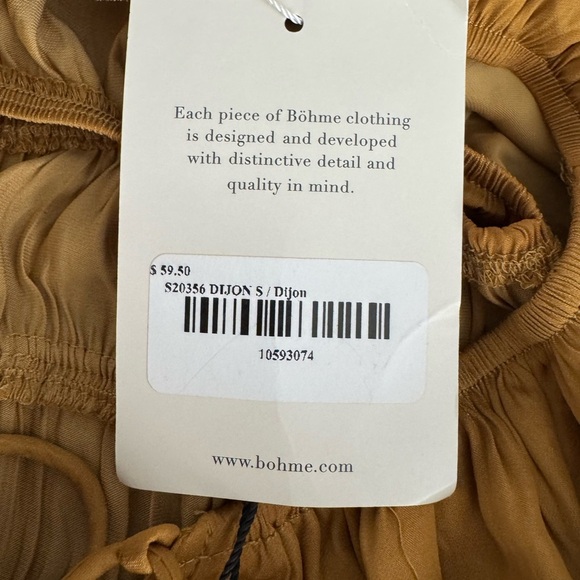 Each piece of Böhme clothing
is designed and developed
with distinctive detail and
quality in mind.
$ 59.50
S20356 DIJON S / Dijon
10593074
www.bohme.com